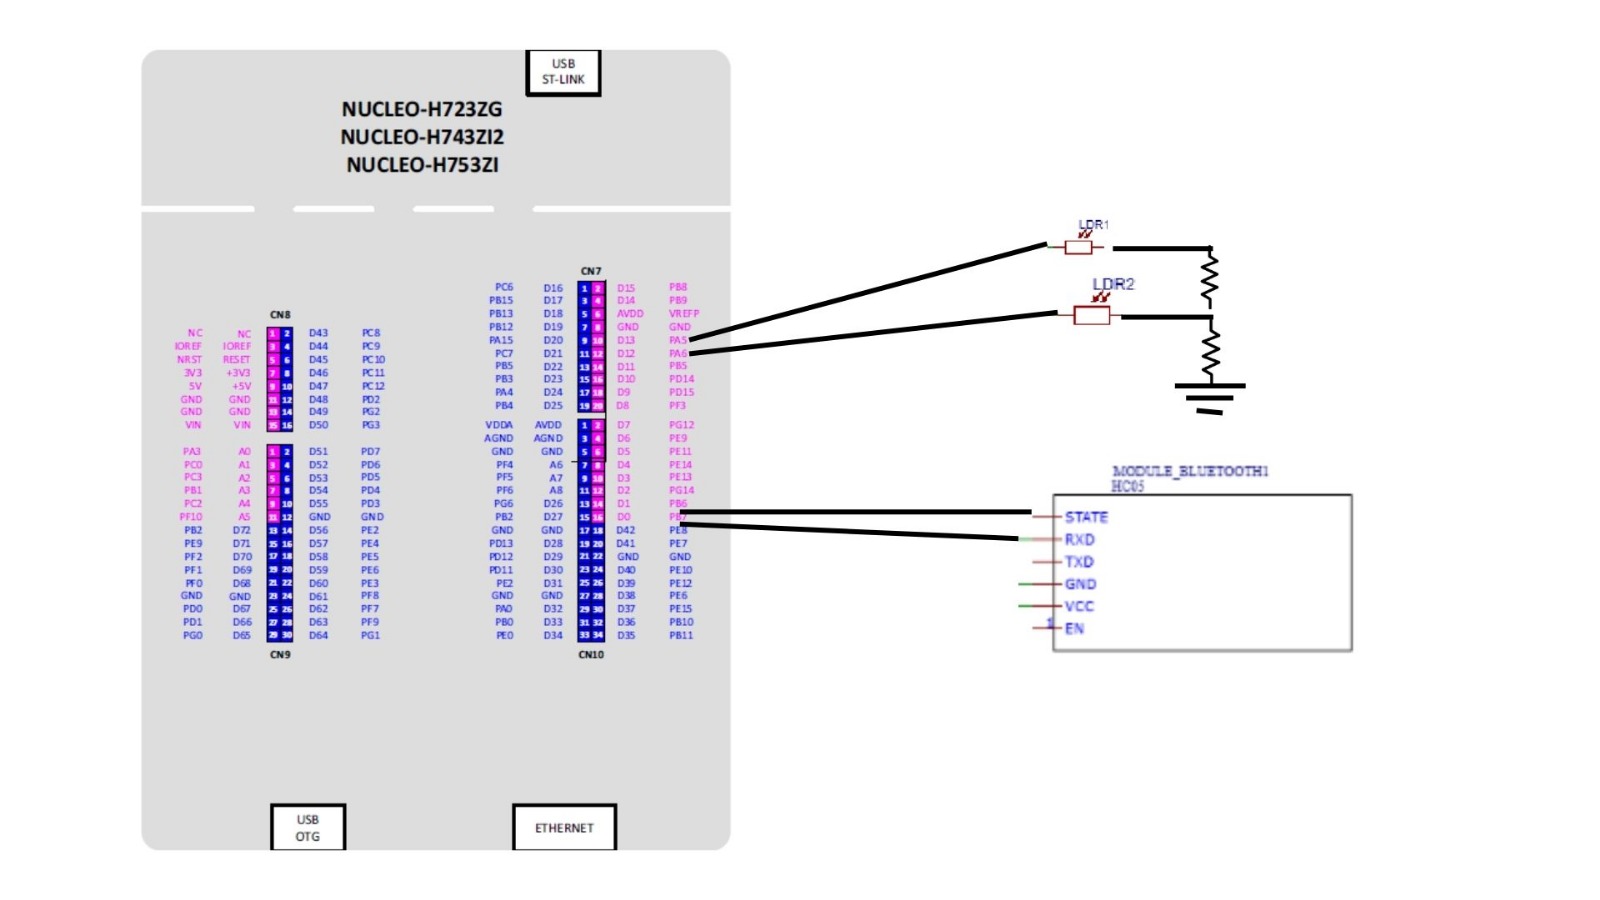 USB
ST-LINK
NUCLEO-H723ZG
NUCLEO-H743ZI2
NUCLEO-H753ZI
CN8
NC NC 1 2 D43 PC8
IOREF IOREF 3 4 D44 PC9
NRST RESET 5 6 D45 PC10
3V3 +3V3 7 8 D46 PC11
5V +5V 9 10 D47 PC12
GND GND 11 12 D48 PD2
GND GND 13 14 D49 PG2
VIN VIN 15 16 D50 PG3
PA3 A0 1 2 D51 PD7
PC0 A1 3 4 D52 PD6
PC3 A2 5 6 D53 PD5
PB1 A3 7 8 D54 PD4
PC2 A4 9 10 D55 PD3
PF10 A5 11 12 GND GND
PB2 D72 13 14 D56 PE2
PE9 D71 15 16 D57 PE4
PF2 D70 17 18 D58 PE5
PF1 D69 19 20 D59 PE6
PF0 D68 21 22 D60 PE3
GND GND 23 24 D61 PF8
PD0 D67 25 26 D62 PF7
PD1 D66 27 28 D63 PF9
PG0 D65 29 30 D64 PG1
CN9
CN7
PC6 D16 1 2 D15 PB8
PB15 D17 3 4 D14 PB9
PB13 D18 5 6 AVDD VREFP
PB12 D19 7 8 GND GND
PA15 D20 9 10 D13 PA5
PC7 D21 11 12 D12 PA6
PB5 D22 13 14 D11 PB5
PB3 D23 15 16 D10 PD14
PA4 D24 17 18 D9 PD15
PB4 D25 19 20 D8 PF3
VDDA AVDD 1 2 D7 PG12
AGND AGND 3 4 D6 PE9
GND GND 5 6 D5 PE11
PF4 A6 7 8 D4 PE14
PF5 A7 9 10 D3 PE13
PF6 A8 11 12 D2 PG14
PG6 D26 13 14 D1 PB6
PB2 D27 15 16 D0 PB7
GND GND 17 18 D42 PE8
PD13 D28 19 20 D41 PE7
PD12 D29 21 22 GND GND
PD11 D30 23 24 D40 PE10
PE2 D31 25 26 D39 PE12
GND GND 27 28 D38 PE6
PA0 D32 29 30 D37 PE15
PB0 D33 31 32 D36 PB10
PE0 D34 33 34 D35 PB11
CN10
USB
OTG
ETHERNET
LDR1
LDR2
MODULE_BLUETOOTH1
HC05
STATE
RXD
TXD
GND
VCC
1 EN